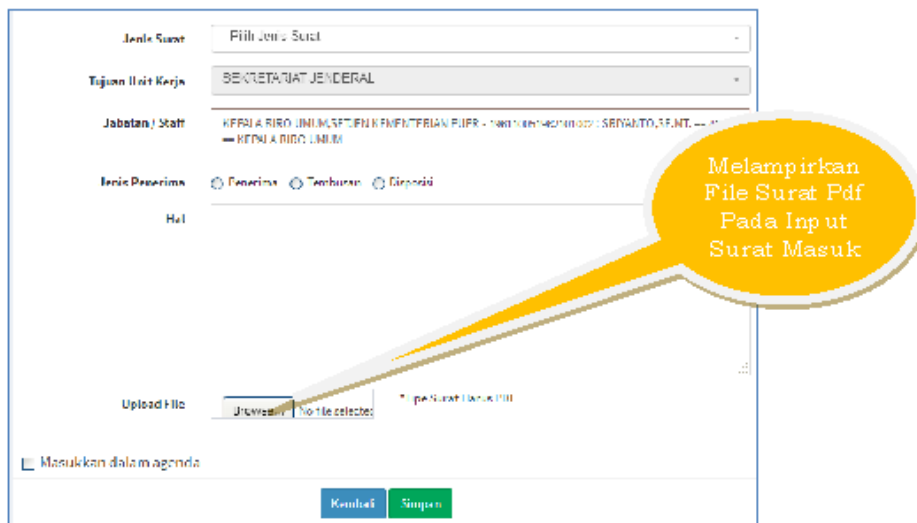 Jenis Surat
Pilih Jenis Surat
Tujuan Unit Kerja
SEKRETARIAT JENDERAL
Jabatan / Staff
KEPALA BIRO UMUM,SETJEN KEMENTERIAN PUPR -
— KEPALA BIRO UMUM
Jenis Penerima
Penerima Tembusan Disposisi
Hal
Melampirkan
File Surat Pdf
Pada Input
Surat Masuk
Upload File
Browse... No file selected
*Tipe Surat Harus PDF
Masukkan dalam agenda
Kembali Simpan